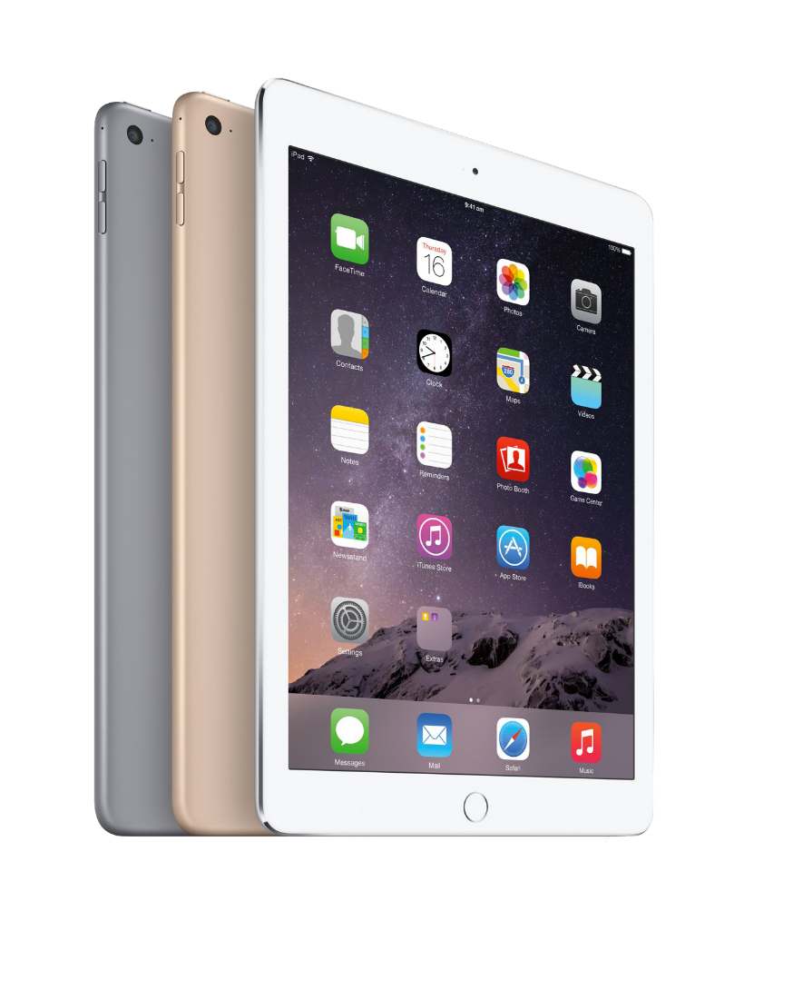 iPad
9:41 am
100%
FaceTime
Thursday
16
Calendar
Photos
Camera
Contacts
Clock
280
Maps
Videos
Notes
Reminders
Photo Booth
Game Center
Newsstand
iTunes Store
App Store
iBooks
Settings
Extras
Messages
Mail
Safari
Music